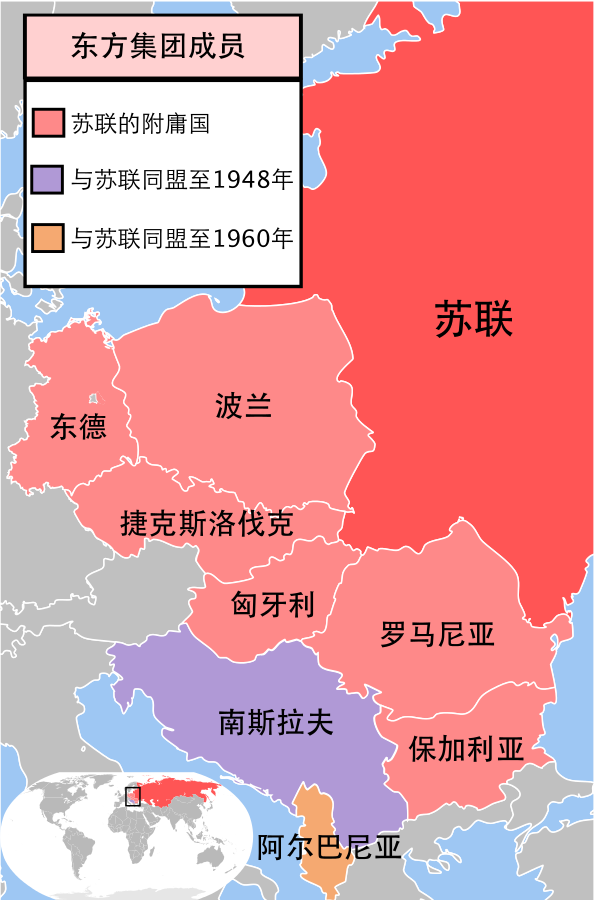 东方集团成员
苏联的附庸国
与苏联同盟至1948年
与苏联同盟至1960年
苏联
波兰
东德
捷克斯洛伐克
匈牙利
罗马尼亚
南斯拉夫
保加利亚
阿尔巴尼亚